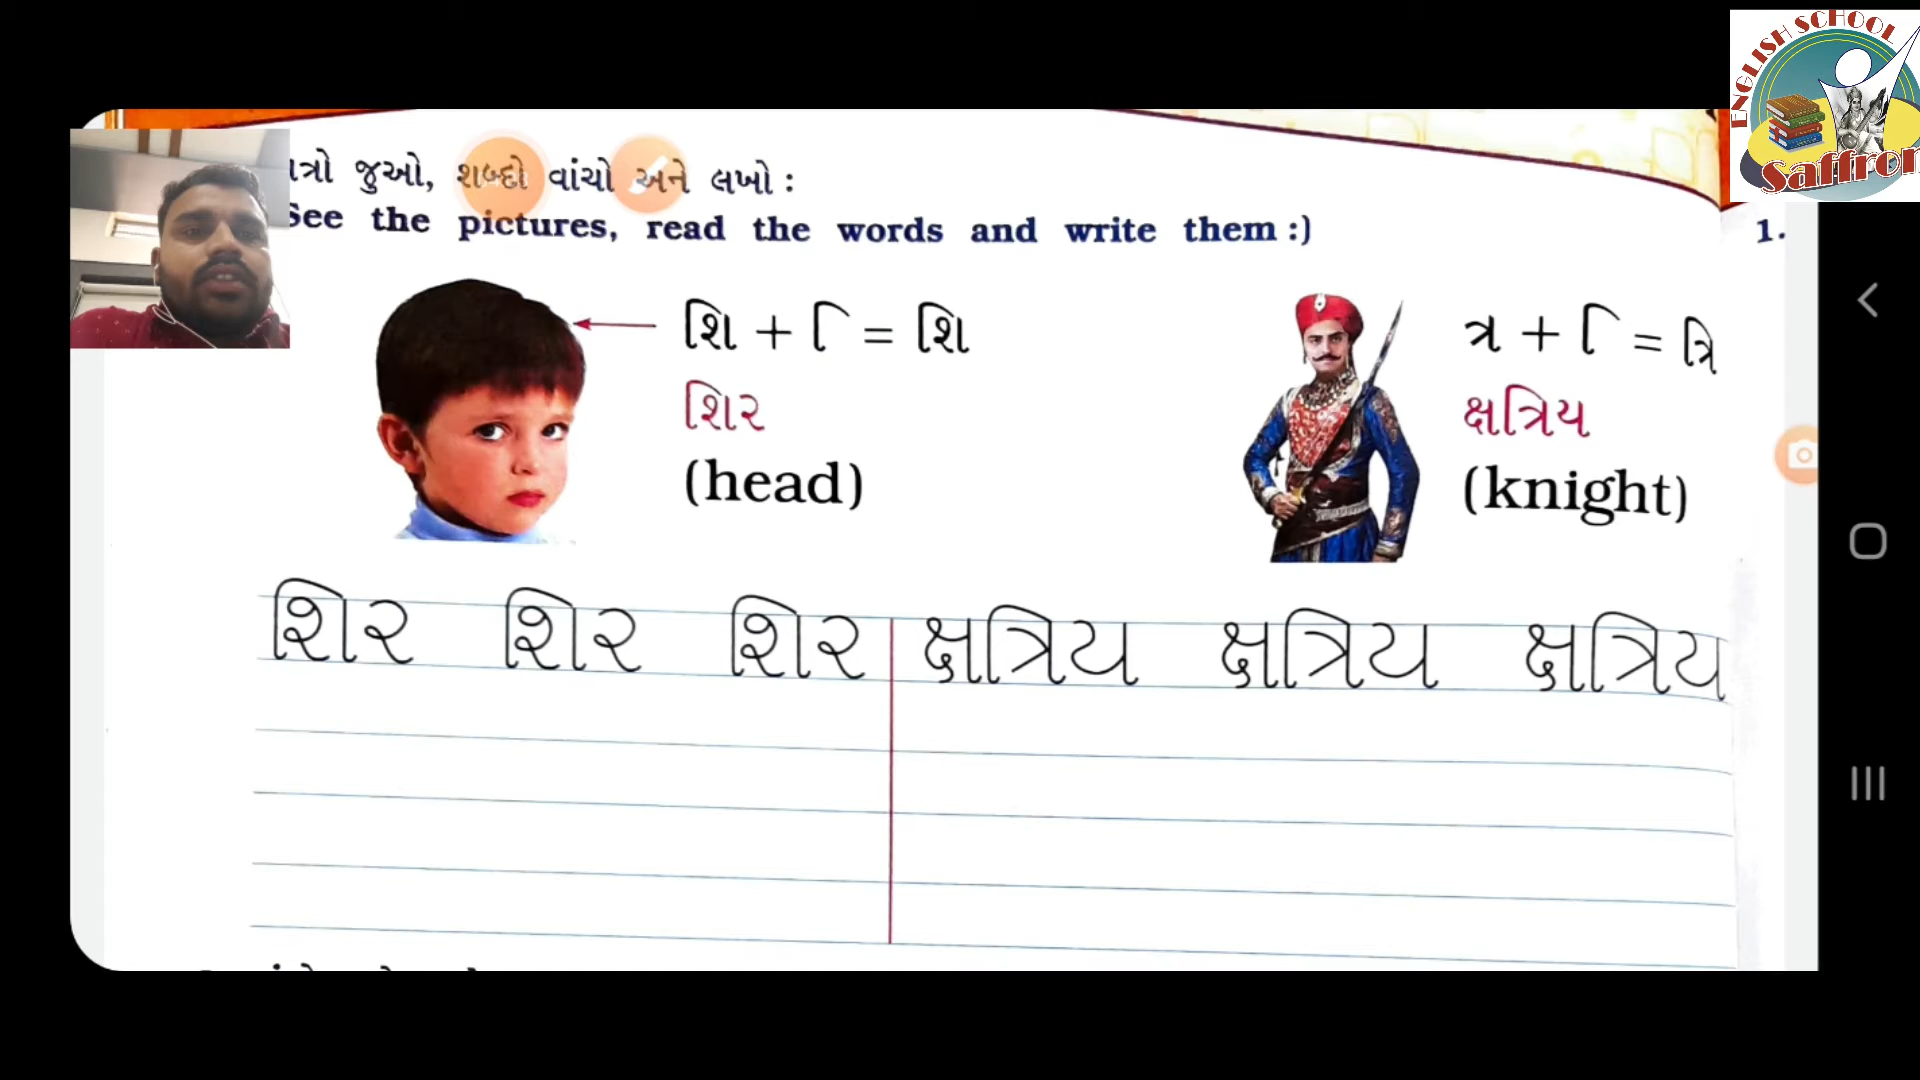 ENGLISH SCHOOL
Saffron
જુઓ, શબ્દો વાંચો અને લખો :
See the pictures, read the words and write them :)
1.
શિ + િ = શિ
શિર
(head)
ત્ર + િ = ત્રિ
ક્ષત્રિય
(knight)
શિર શિર શિર ક્ષત્રિય ક્ષત્રિય ક્ષત્રિય